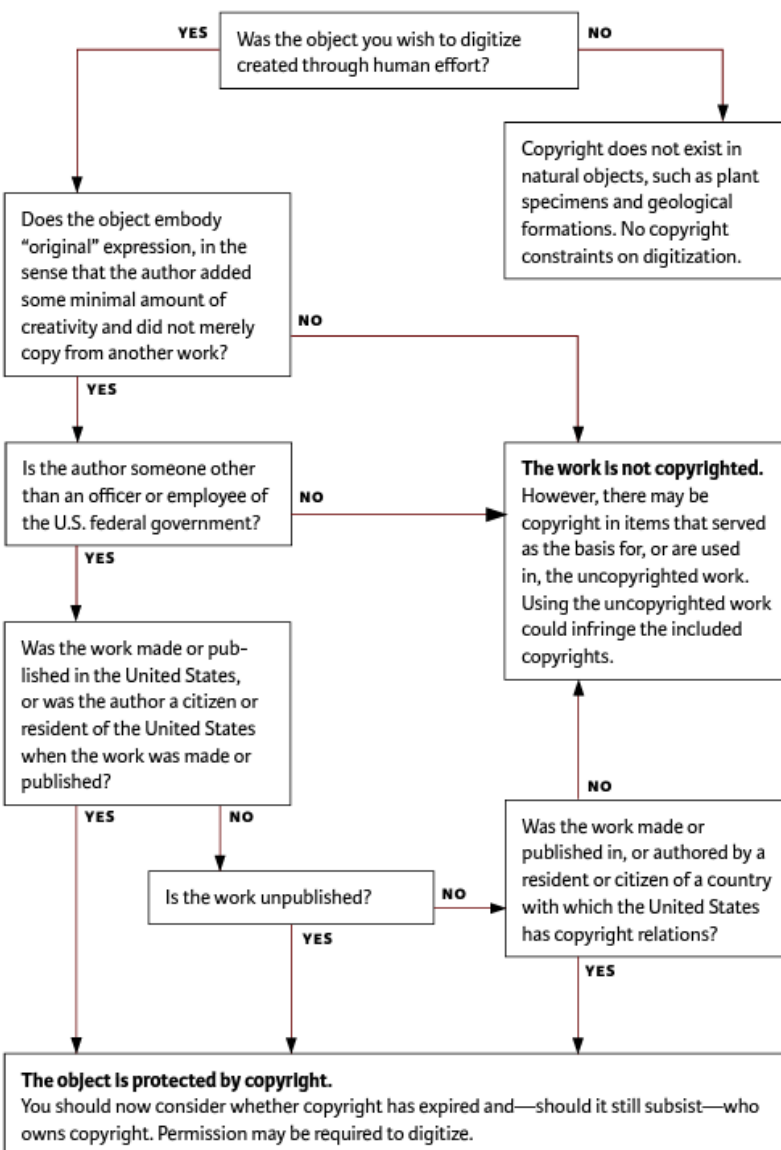 YES
Was the object you wish to digitize
created through human effort?
NO
Copyright does not exist in
natural objects, such as plant
specimens and geological
formations. No copyright
constraints on digitization.
Does the object embody
“original” expression, in the
sense that the author added
some minimal amount of
creativity and did not merely
copy from another work?
NO
YES
Is the author someone other
than an officer or employee of
the U.S. federal government?
NO
YES
The work is not copyrighted.
However, there may be
copyright in items that served
as the basis for, or are used
in, the uncopyrighted work.
Using the uncopyrighted work
could infringe the included
copyrights.
Was the work made or pub-
lished in the United States,
or was the author a citizen or
resident of the United States
when the work was made or
published?
YES
NO
Is the work unpublished?
NO
YES
NO
Was the work made or
published in, or authored by a
resident or citizen of a country
with which the United States
has copyright relations?
YES
The object is protected by copyright.
You should now consider whether copyright has expired and—should it still subsist—who
owns copyright. Permission may be required to digitize.